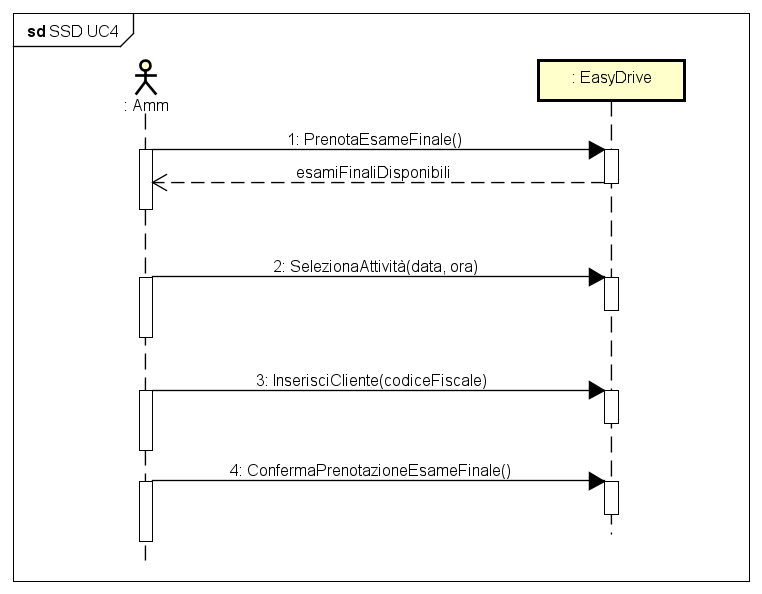 sd SSD UC4
: Amm
: EasyDrive
1: PrenotaEsameFinale()
esamiFinaliDisponibili
2: SelezionaAttività(data, ora)
3: InserisciCliente(codiceFiscale)
4: ConfermaPrenotazioneEsameFinale()